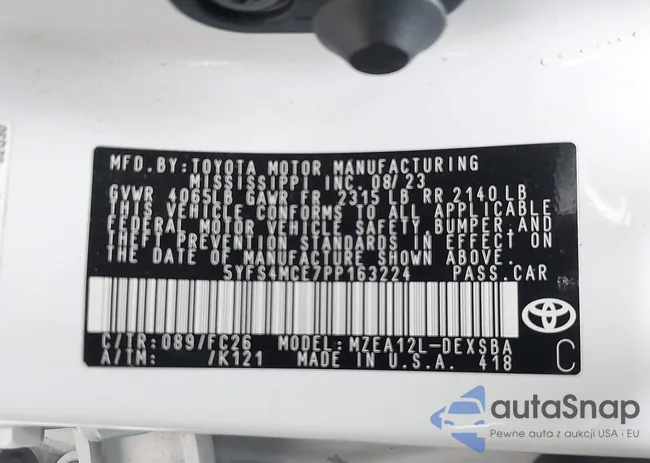 MFD.BY:TOYOTA MOTOR MANUFACTURING
MISSISSIPPI INC. 08/23
GVWR 4065LB GAWR FR 2315 LB RR 2140 LB
THIS VEHICLE CONFORMS TO ALL APPLICABLE
FEDERAL MOTOR VEHICLE SAFETY,BUMPER,AND
THEFT PREVENTION STANDARDS IN EFFECT ON
THE DATE OF MANUFACTURE SHOWN ABOVE.
5YFS4MCE7PP163224 PASS.CAR
C/TR:089/FC26 MODEL:MZEA12L-DEXSBA
A/TM: /K121 MADE IN U.S.A. 418
C
autaSnap
Pewne auta z aukcji USA i EU